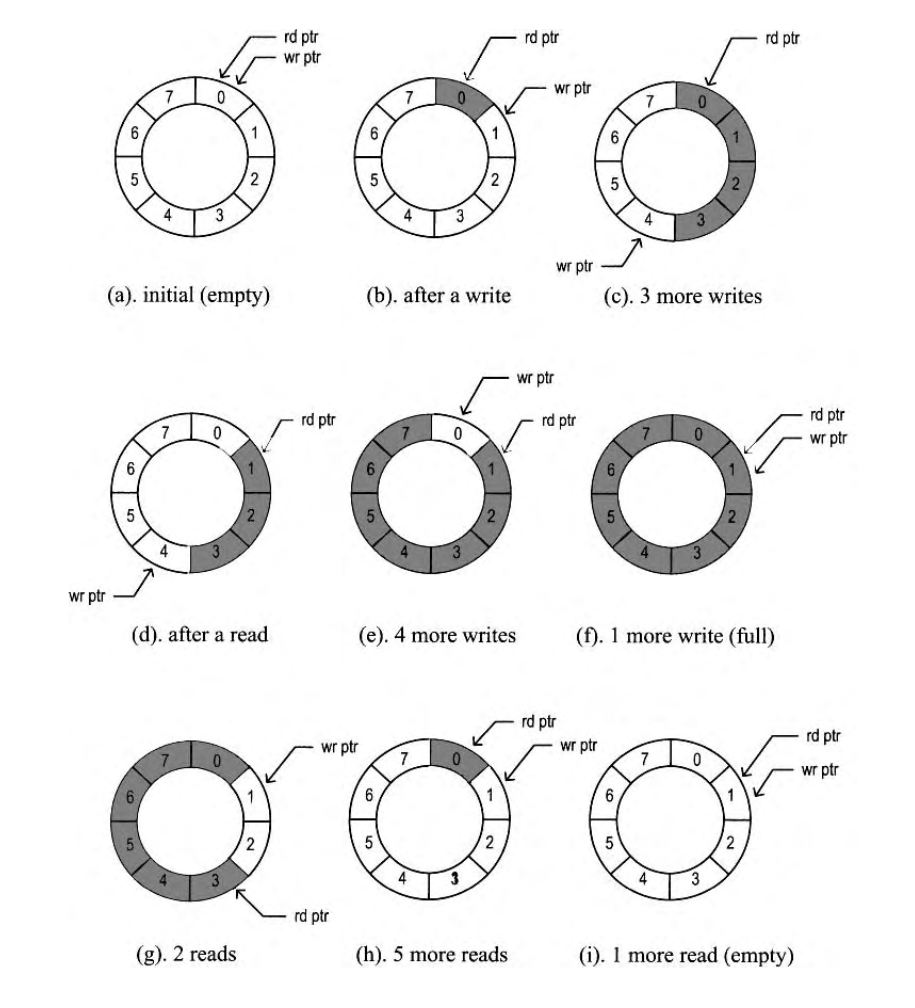 rd ptr
wr ptr
7 0
6 1
5 2
4 3
(a). initial (empty)
rd ptr
wr ptr
7 0
6 1
5 2
4 3
(b). after a write
rd ptr
7 0
6 1
5 2
4 3
wr ptr
(c). 3 more writes
rd ptr
7 0
6 1
5 2
4 3
wr ptr
(d). after a read
wr ptr
rd ptr
7 0
6 1
5 2
4 3
(e). 4 more writes
rd ptr
wr ptr
7 0
6 1
5 2
4 3
(f). 1 more write (full)
wr ptr
7 0
6 1
5 2
4 3
rd ptr
(g). 2 reads
rd ptr
wr ptr
7 0
6 1
5 2
4 3
(h). 5 more reads
rd ptr
wr ptr
7 0
6 1
5 2
4 3
(i). 1 more read (empty)